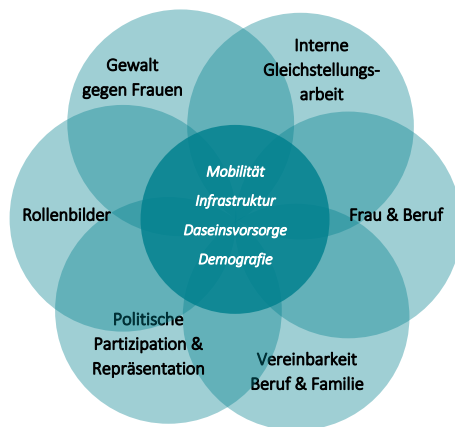 Gewalt
gegen Frauen
Interne
Gleichstellungs-
arbeit
Mobilität
Infrastruktur
Daseinsvorsorge
Demografie
Rollenbilder
Frau & Beruf
Politische
Partizipation &
Repräsentation
Vereinbarkeit
Beruf & Familie